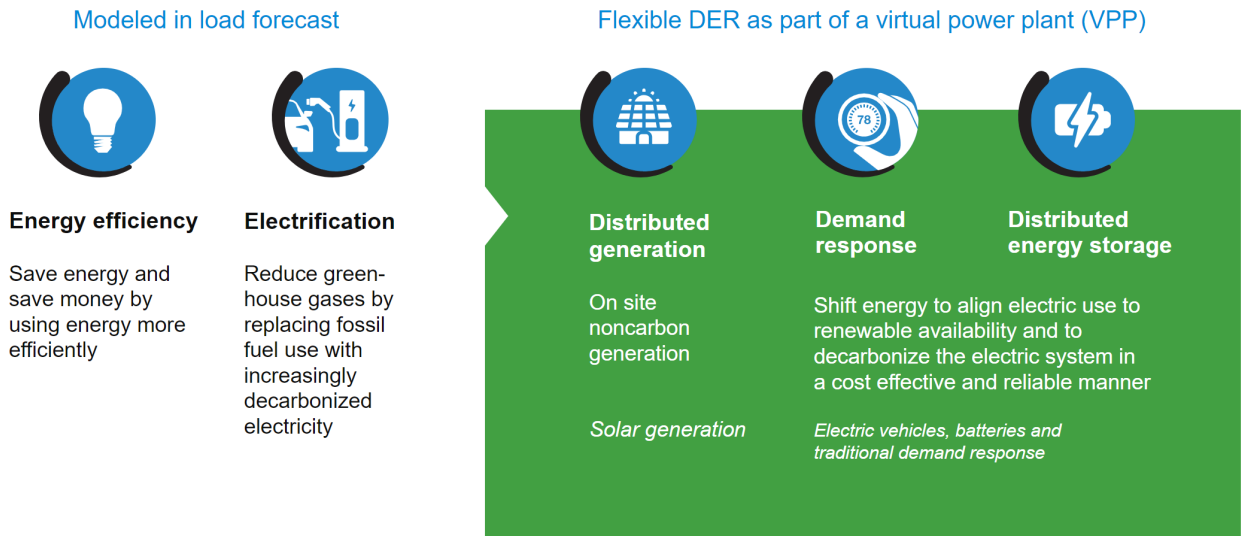 Modeled in load forecast
Flexible DER as part of a virtual power plant (VPP)
78
Energy efficiency
Save energy and
save money by
using energy more
efficiently
Electrification
Reduce green-
house gases by
replacing fossil
fuel use with
increasingly
decarbonized
electricity
Distributed
generation
On site
noncarbon
generation
Solar generation
Demand
response
Distributed
energy storage
Shift energy to align electric use to
renewable availability and to
decarbonize the electric system in
a cost effective and reliable manner
Electric vehicles, batteries and
traditional demand response